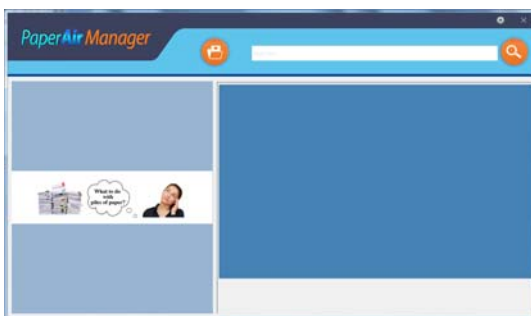 PaperAir Manager
What to do
with
piles of paper?